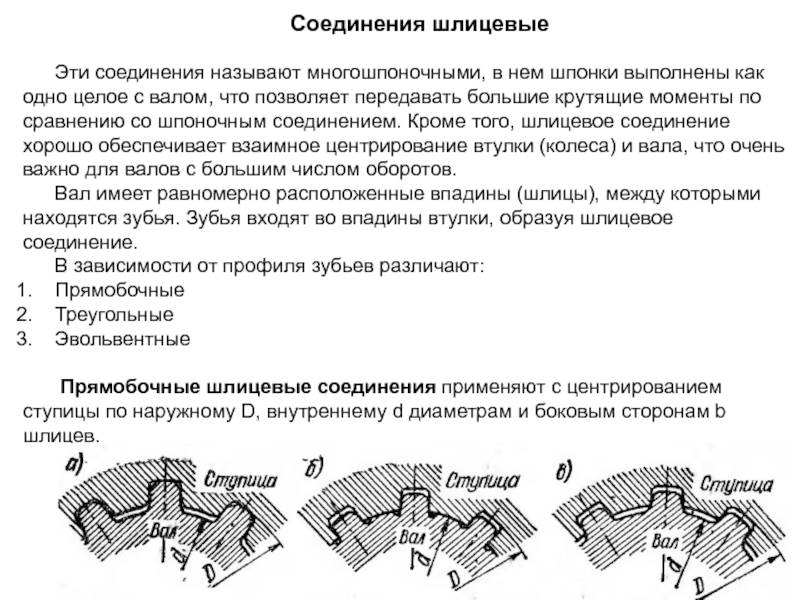 Соединения шлицевые
Эти соединения называют многошпоночными, в нем шпонки выполнены как
одно целое с валом, что позволяет передавать большие крутящие моменты по
сравнению со шпоночным соединением. Кроме того, шлицевое соединение
хорошо обеспечивает взаимное центрирование втулки (колеса) и вала, что очень
важно для валов с большим числом оборотов.
Вал имеет равномерно расположенные впадины (шлицы), между которыми
находятся зубья. Зубья входят во впадины втулки, образуя шлицевое
соединение.
В зависимости от профиля зубьев различают:
1. Прямобочные
2. Треугольные
3. Эвольвентные
Прямобочные шлицевые соединения применяют с центрированием
ступицы по наружному D, внутреннему d диаметрам и боковым сторонам b
шлицев.
а) Ступица Вал d D
б) Ступица Вал d D
в) Ступица Вал d D